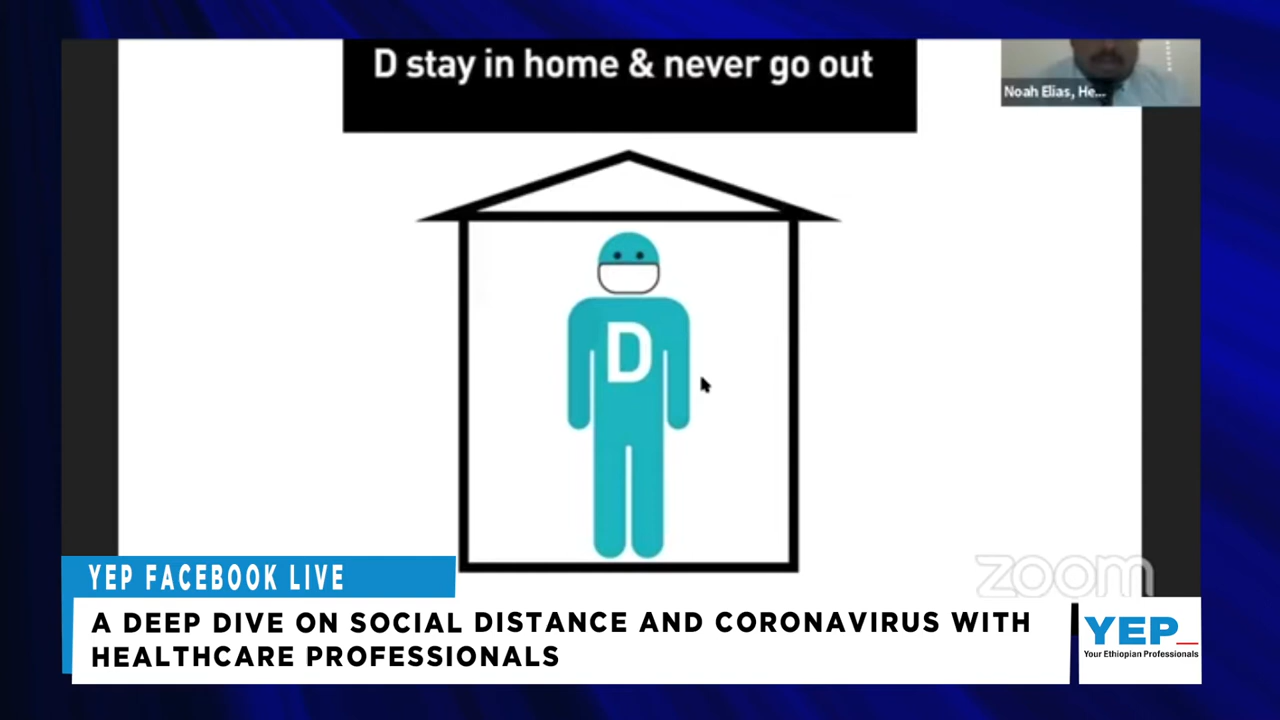 D stay in home & never go out
Noah Elias, He...
D
YEP FACEBOOK LIVE
zoom
A DEEP DIVE ON SOCIAL DISTANCE AND CORONAVIRUS WITH
HEALTHCARE PROFESSIONALS
YEP_
Your Ethiopian Professionals